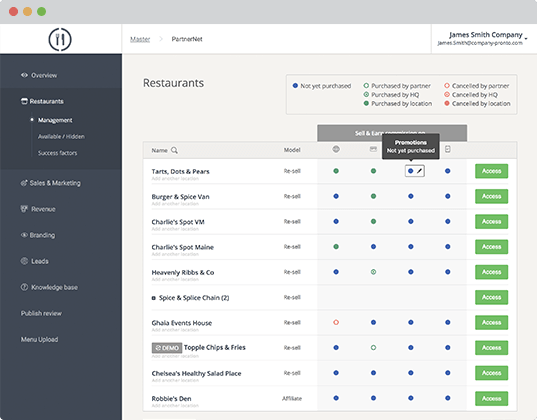 Master > PartnerNet
James Smith Company
James Smith@company-pronto.com
Overview
Restaurants
Management
Available / Hidden
Success factors
Sales & Marketing
Revenue
Branding
Leads
Knowledge base
Publish review
Menu Upload
Restaurants
Not yet purchased
Purchased by partner
Cancelled by partner
Purchased by HQ
Cancelled by HQ
Purchased by location
Cancelled by location
Sell & Earn commission on
Promotions
Not yet purchased
Name Model
Tarts, Dots & Pears Re-sell Access
Add another location
Burger & Spice Van Re-sell Access
Add another location
Charlie's Spot VM Re-sell Access
Add another location
Charlie's Spot Maine Re-sell Access
Add another location
Heavenly Ribbs & Co Re-sell Access
Add another location
Spice & Splice Chain (2) Re-sell Access
Ghala Events House Re-sell Access
Add another location
DEMO Topple Chips & Fries Re-sell Access
Add another location
Chelsea's Healthy Salad Place Re-sell Access
Add another location
Robbie's Den Affiliate Access
Add another location